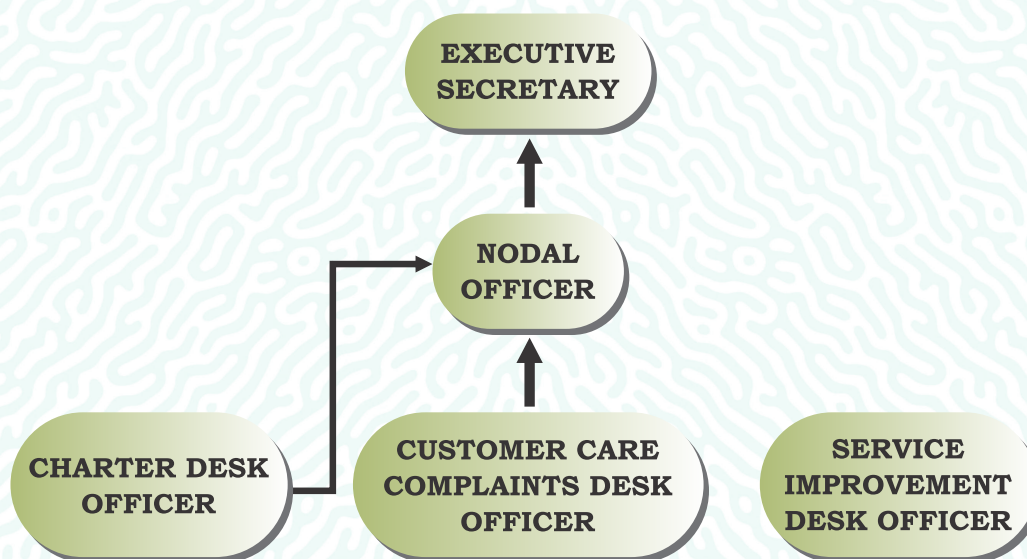 EXECUTIVE
SECRETARY
NODAL
OFFICER
CHARTER DESK
OFFICER
CUSTOMER CARE
COMPLAINTS DESK
OFFICER
SERVICE
IMPROVEMENT
DESK OFFICER